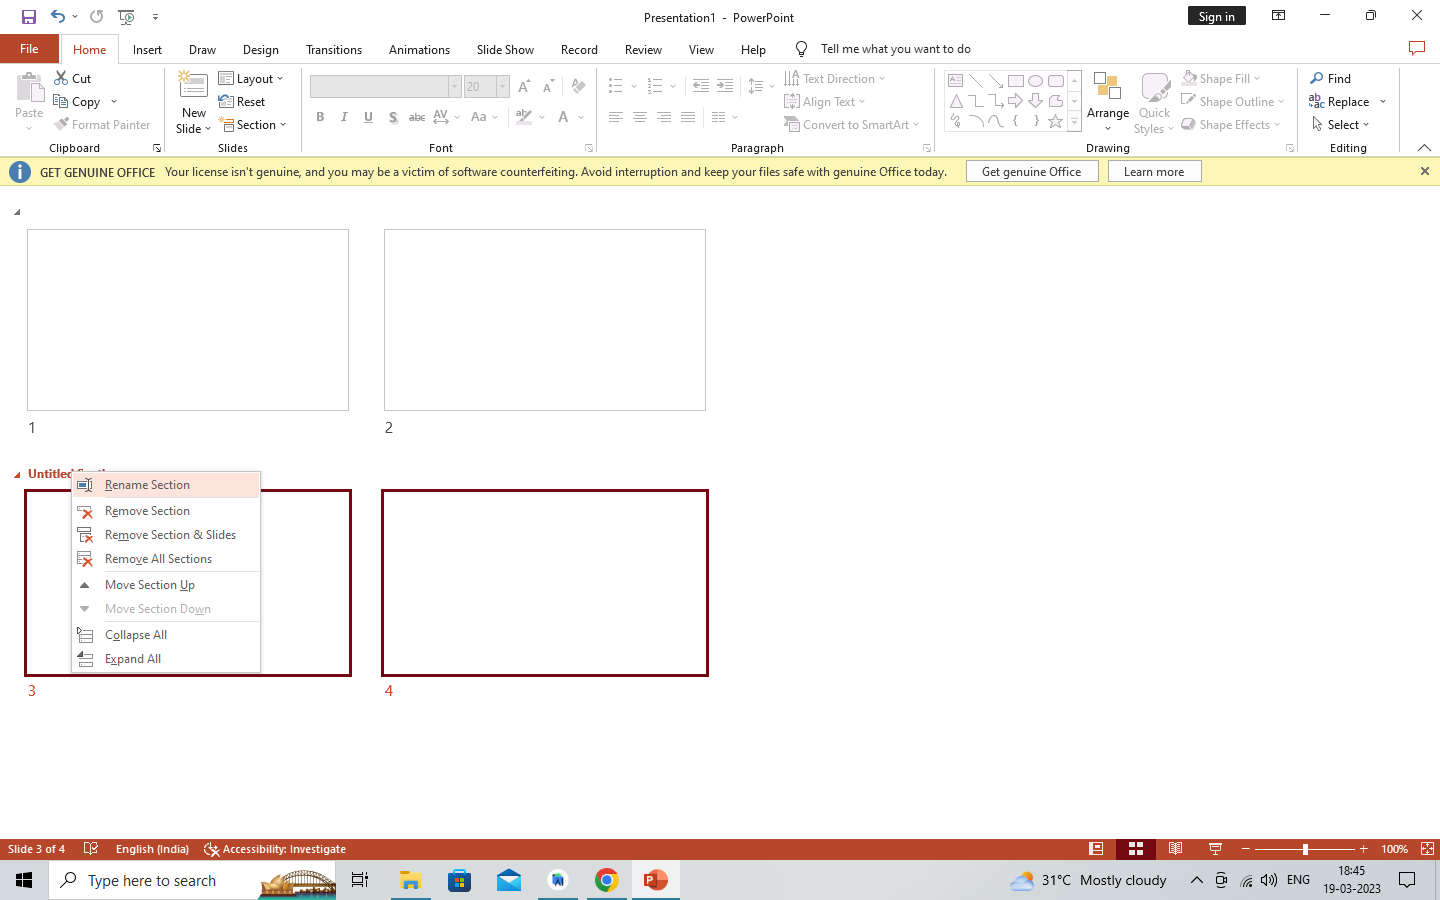 Presentation1 - PowerPoint
Sign in
File
Home
Insert
Draw
Design
Transitions
Animations
Slide Show
Record
Review
View
Help
Tell me what you want to do
Paste
Cut
Copy
Format Painter
Clipboard
New Slide
Layout
Reset
Section
Slides
20
B I U S abc AV Aa A
Font
Text Direction
Align Text
Convert to SmartArt
Paragraph
Arrange
Quick Styles
Shape Fill
Shape Outline
Shape Effects
Drawing
Find
Replace
Select
Editing
GET GENUINE OFFICE Your license isn't genuine, and you may be a victim of software counterfeiting. Avoid interruption and keep your files safe with genuine Office today.
Get genuine Office
Learn more
1
2
Untitled
Rename Section
Remove Section
Remove Section & Slides
Remove All Sections
Move Section Up
Move Section Down
Collapse All
Expand All
3
4
Slide 3 of 4
English (India)
Accessibility: Investigate
100%
Type here to search
31°C Mostly cloudy
ENG
18:45
19-03-2023